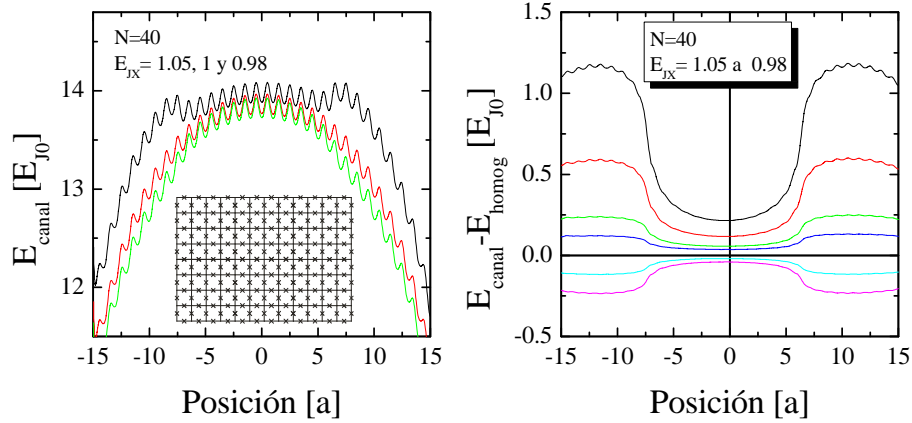 N=40
E_JX= 1.05, 1 y 0.98
E_canal [E_J0]
14
13
12
-15 -10 -5 0 5 10 15
Posición [a]
N=40
E_JX= 1.05 a 0.98
E_canal-E_homog [E_J0]
1.5
1.0
0.5
0.0
-0.5
-15 -10 -5 0 5 10 15
Posición [a]